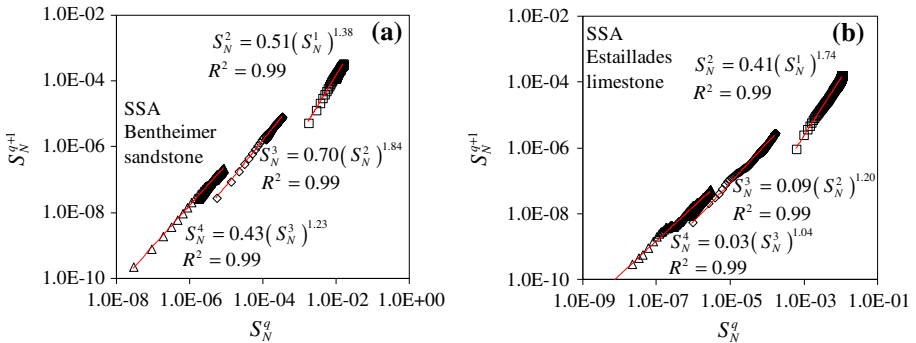 (a)
S_N^2 = 0.51(S_N^1)^1.38
R^2 = 0.99
SSA
Bentheimer
sandstone
S_N^3 = 0.70(S_N^2)^1.84
R^2 = 0.99
S_N^4 = 0.43(S_N^3)^1.23
R^2 = 0.99
1.0E-02
1.0E-04
1.0E-06
1.0E-08
1.0E-10
S_N^q+1
1.0E-08 1.0E-06 1.0E-04 1.0E-02 1.0E+00
S_N^q
(b)
SSA
Estaillades
limestone
S_N^2 = 0.41(S_N^1)^1.74
R^2 = 0.99
S_N^3 = 0.09(S_N^2)^1.20
R^2 = 0.99
S_N^4 = 0.03(S_N^3)^1.04
R^2 = 0.99
1.0E-02
1.0E-04
1.0E-06
1.0E-08
1.0E-10
S_N^q+1
1.0E-09 1.0E-07 1.0E-05 1.0E-03 1.0E-01
S_N^q